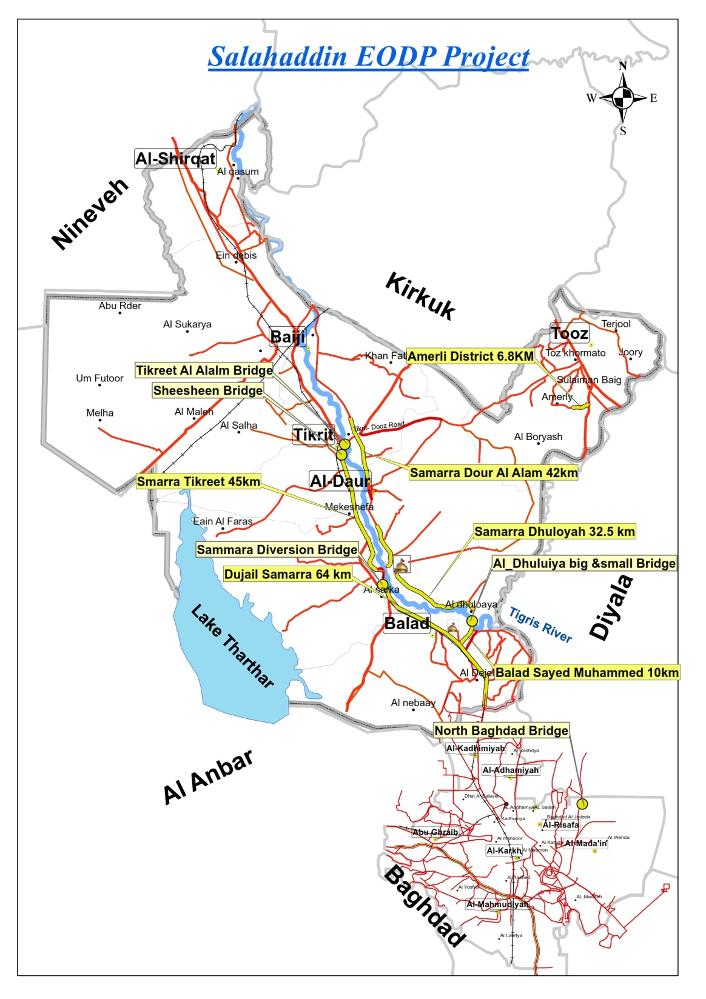 Salahaddin EODP Project
N
W
E
S
Al-Shirqat
Al qasum
Nineveh
Ein debis
Kirkuk
Abu Rder
Al Sukarya
Baiji
Tooz
Terjool
Toz khormato
Joory
Khan Fat
Amerli District 6.8KM
Tikreet Al Alalm Bridge
Um Futoor
Sulaiman Baig
Sheesheen Bridge
Amerly
Melha
Al Maleh
Al Salha
Tikrit- Dooz Road
Tikrit
Al Boryash
Samarra Dour Al Alam 42km
Smarra Tikreet 45km
Al-Daur
Mekeshefa
Eain Al Faras
Samarra Dhuloyah 32.5 km
Sammara Diversion Bridge
Al_Dhuluiya big &small Bridge
Dujail Samarra 64 km
Al sarka
Al dhuloaya
Diyala
Lake Tharthar
Balad
Tigris River
Al Dejel
Balad Sayed Muhammed 10km
Al nebaay
North Baghdad Bridge
Al-Kadhimiyah
Al Rashdya
Al Anbar
Al-Adhamiyah
Dhat Al Salasel
AL Aadhamya
AL Salam
Al Kadhumya
Baghdad Al Jededa
Al-Risafa
Abu Ghraib
Al mansoor
Al-Mada'in
Al Wehda
Al-Karkh
Al Maamon
Baghdad
Al Rashed
Al Yosfya
AL Madaan
Al-Mahmudiyah
Al Latefya